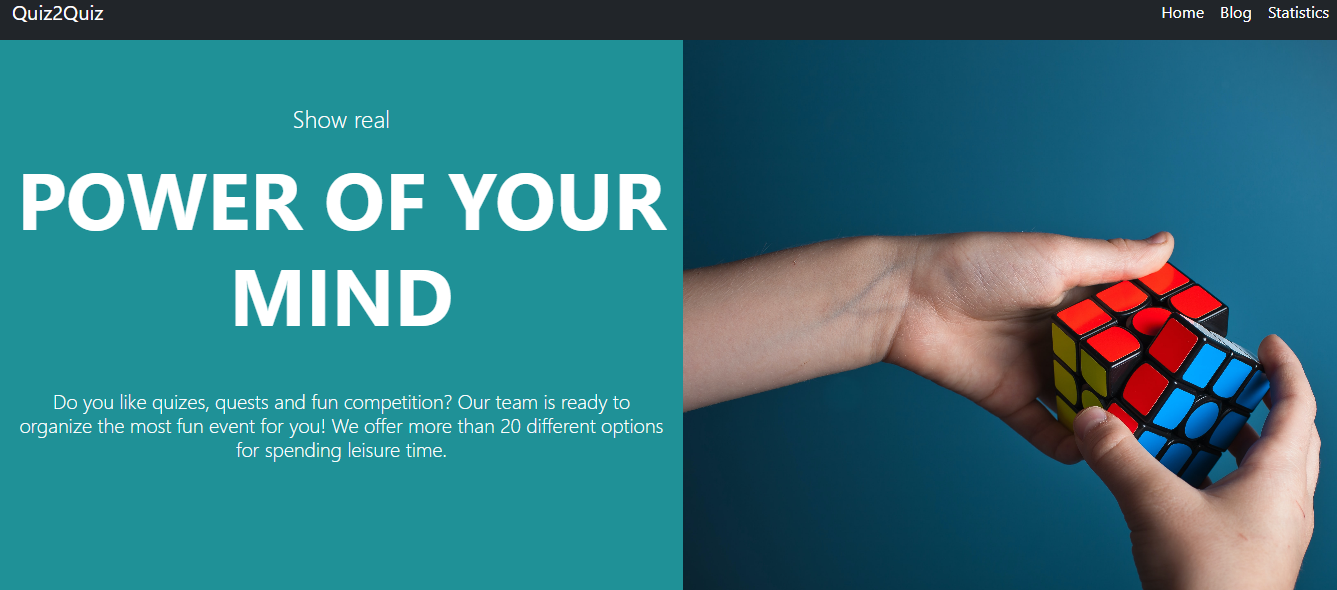 Quiz2Quiz
Home Blog Statistics
Show real
POWER OF YOUR
MIND
Do you like quizes, quests and fun competition? Our team is ready to
organize the most fun event for you! We offer more than 20 different options
for spending leisure time.